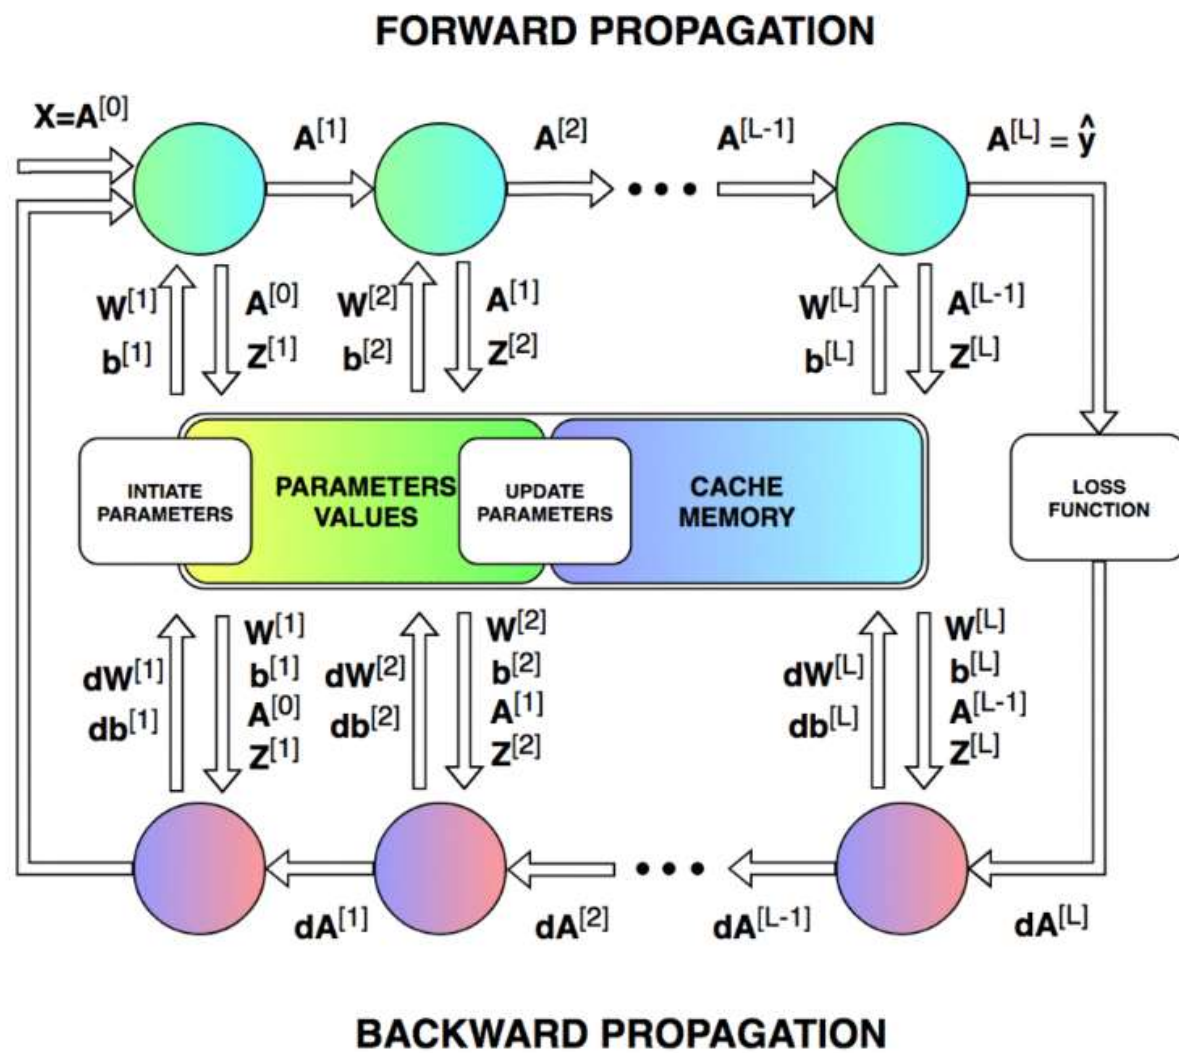 FORWARD PROPAGATION
X=A[0]
A[1]
A[2]
A[L-1]
A[L] = ŷ
W[1]
b[1]
A[0]
Z[1]
W[2]
b[2]
A[1]
Z[2]
W[L]
b[L]
A[L-1]
Z[L]
INTIATE
PARAMETERS
PARAMETERS
VALUES
UPDATE
PARAMETERS
CACHE
MEMORY
LOSS
FUNCTION
dW[1]
db[1]
W[1]
b[1]
A[0]
Z[1]
dW[2]
db[2]
W[2]
b[2]
A[1]
Z[2]
dW[L]
db[L]
W[L]
b[L]
A[L-1]
Z[L]
dA[1]
dA[2]
dA[L-1]
dA[L]
BACKWARD PROPAGATION